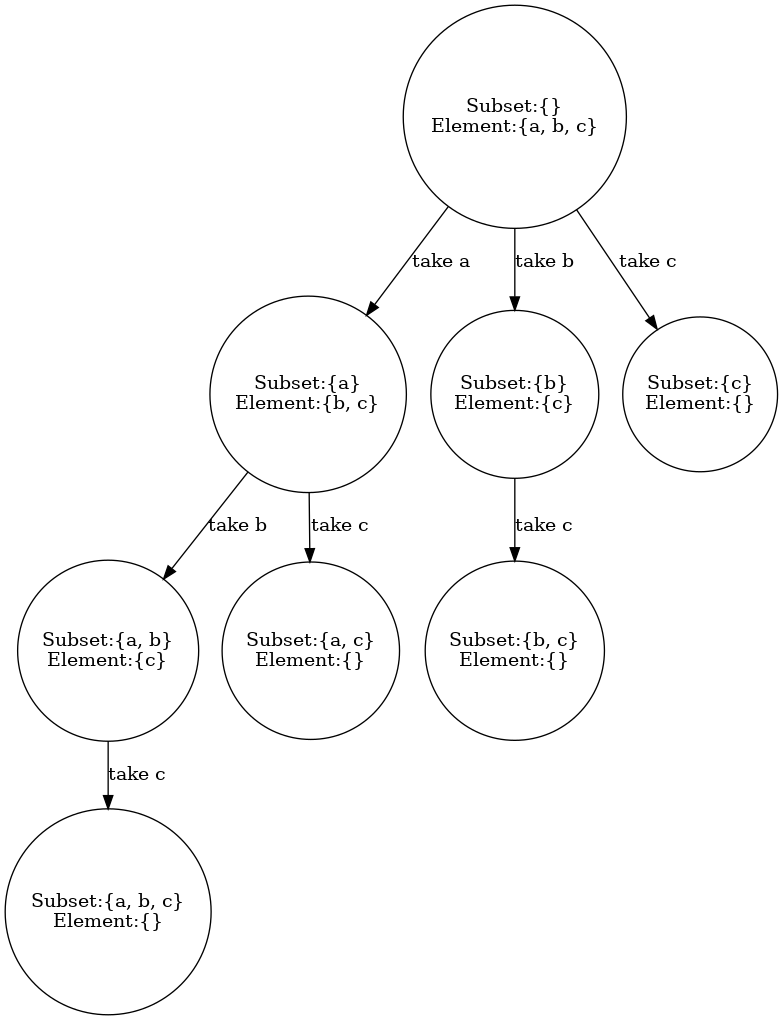 Subset:{}
Element:{a, b, c}
take a
take b
take c
Subset:{a}
Element:{b, c}
Subset:{b}
Element:{c}
Subset:{c}
Element:{}
take b
take c
take c
Subset:{a, b}
Element:{c}
Subset:{a, c}
Element:{}
Subset:{b, c}
Element:{}
take c
Subset:{a, b, c}
Element:{}